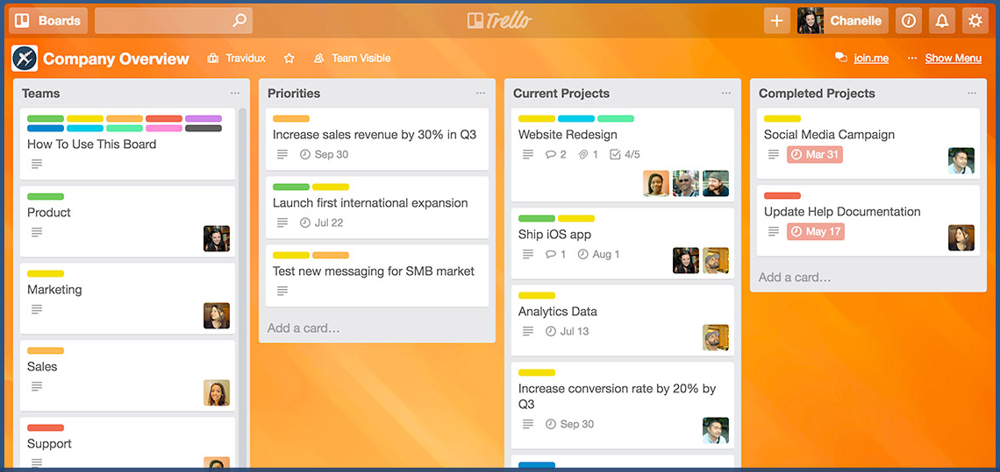 Boards
Trello
Chanelle
Company Overview
Travidux
Team Visible
join.me
Show Menu
Teams
How To Use This Board
Product
Marketing
Sales
Support
Priorities
Increase sales revenue by 30% in Q3
Sep 30
Launch first international expansion
Jul 22
Test new messaging for SMB market
Add a card…
Current Projects
Website Redesign
2 1 4/5
Ship iOS app
1 Aug 1
Analytics Data
Jul 13
Increase conversion rate by 20% by
Q3
Sep 30
Completed Projects
Social Media Campaign
Mar 31
Update Help Documentation
May 17
Add a card…